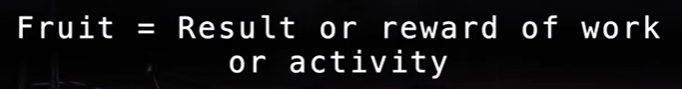 Fruit = Result or reward of work
or activity